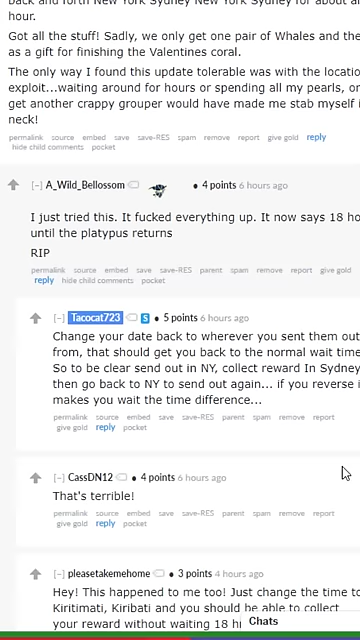 back and forth New York Sydney New York Sydney for about an
hour.
Got all the stuff! Sadly, we only get one pair of Whales and the
as a gift for finishing the Valentines coral.
The only way I found this update tolerable was with the locatio
exploit...waiting around for hours or spending all my pearls, or
get another crappy grouper would have made me stab myself i
neck!
permalink source embed save save-RES spam remove report give gold reply
hide child comments pocket
[-] A_Wild_Bellossom • 4 points 6 hours ago
I just tried this. It fucked everything up. It now says 18 ho
until the platypus returns
RIP
permalink source embed save save-RES parent spam remove report give gold
reply hide child comments pocket
[-] Tacocat723 S • 5 points 6 hours ago
Change your date back to wherever you sent them out
from, that should get you back to the normal wait time
So to be clear send out in NY, collect reward In Sydney
then go back to NY to send out again... if you reverse i
makes you wait the time difference...
permalink source embed save save-RES parent spam remove report
give gold reply pocket
[-] CassDN12 • 4 points 6 hours ago
That's terrible!
permalink source embed save save-RES parent spam remove report
give gold reply pocket
[-] pleasetakemehome • 3 points 4 hours ago
Hey! This happened to me too! Just change the time to
Kiritimati, Kiribati and you should be able to collect
your reward without waiting 18 h
Chats